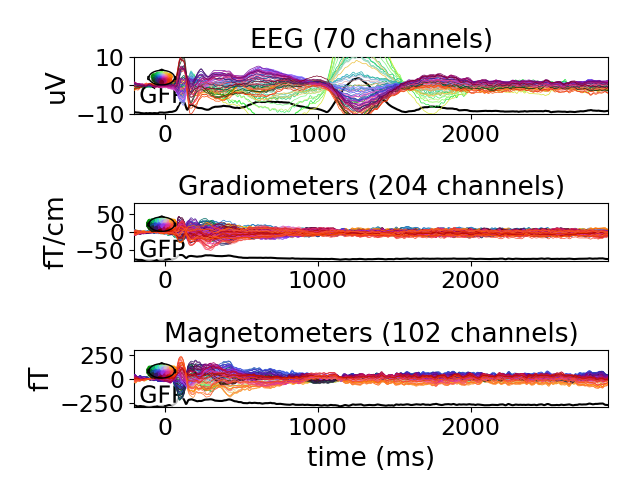 EEG (70 channels)
10
0
−10
uV
GFP
0 1000 2000
Gradiometers (204 channels)
50
0
−50
fT/cm
GFP
0 1000 2000
Magnetometers (102 channels)
250
0
−250
fT
GFP
0 1000 2000
time (ms)